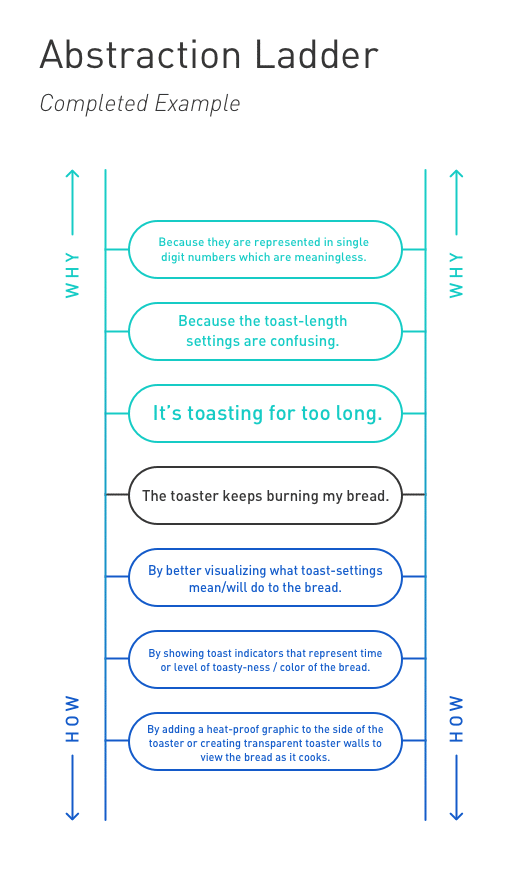 Abstraction Ladder
Completed Example
WHY
WHY
Because they are represented in single
digit numbers which are meaningless.
Because the toast-length
settings are confusing.
It's toasting for too long.
The toaster keeps burning my bread.
By better visualizing what toast-settings
mean/will do to the bread.
By showing toast indicators that represent time
or level of toasty-ness / color of the bread.
HOW
HOW
By adding a heat-proof graphic to the side of the
toaster or creating transparent toaster walls to
view the bread as it cooks.